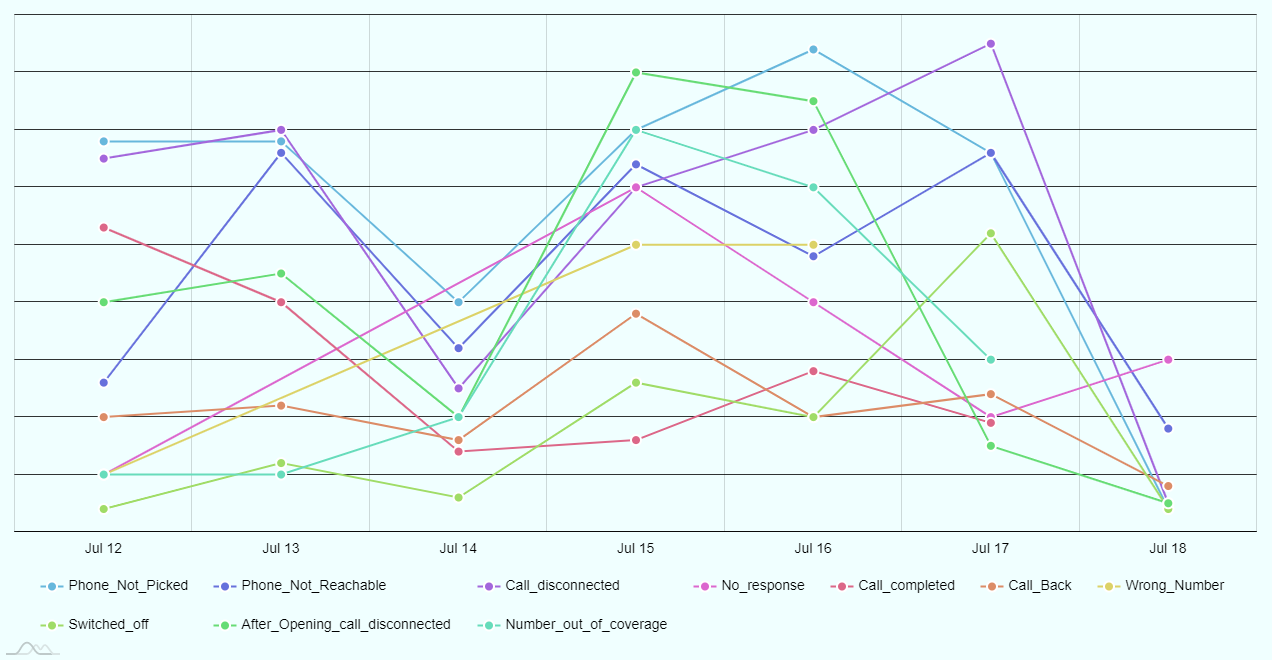 Jul 12 Jul 13 Jul 14 Jul 15 Jul 16 Jul 17 Jul 18
Phone_Not_Picked Phone_Not_Reachable Call_disconnected No_response Call_completed Call_Back Wrong_Number
Switched_off After_Opening_call_disconnected Number_out_of_coverage